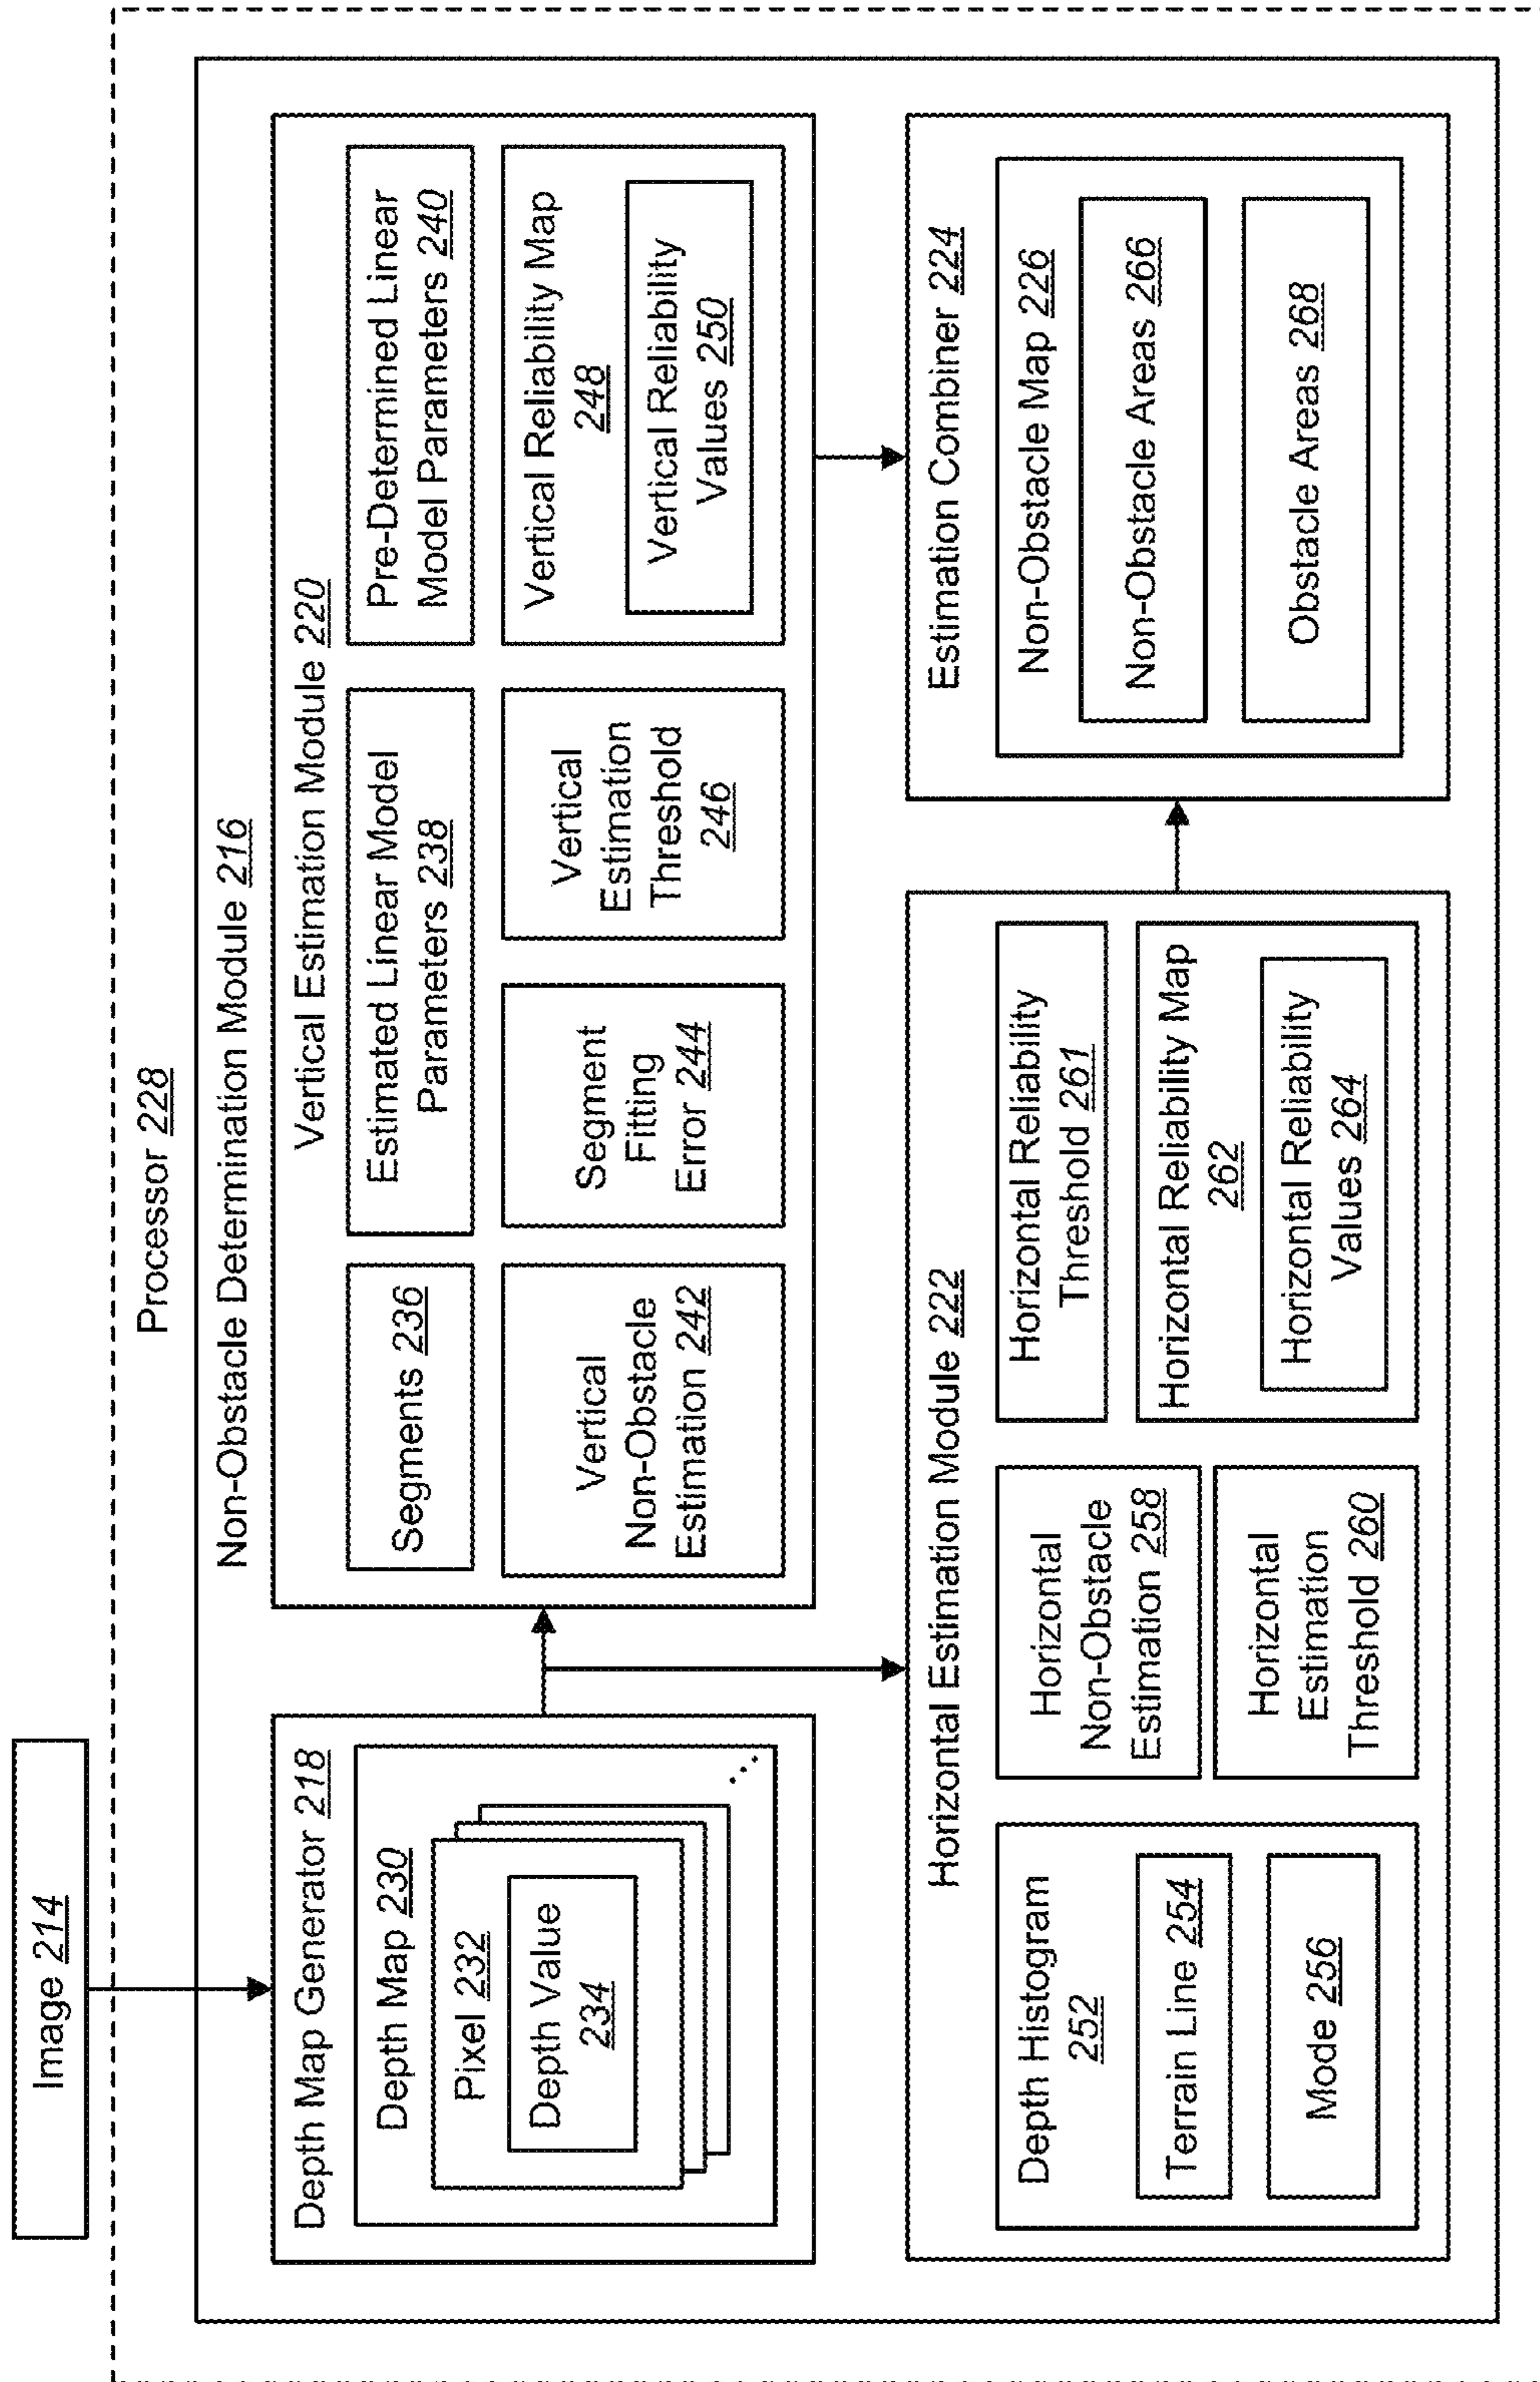 Image 214
Processor 228
Non-Obstacle Determination Module 216
Depth Map Generator 218
Depth Map 230
Pixel 232
Depth Value
234
...
Vertical Estimation Module 220
Segments 236
Estimated Linear Model
Parameters 238
Pre-Determined Linear
Model Parameters 240
Vertical
Non-Obstacle
Estimation 242
Segment
Fitting
Error 244
Vertical
Estimation
Threshold
246
Vertical Reliability Map
248
Vertical Reliability
Values 250
Horizontal Estimation Module 222
Depth Histogram
252
Terrain Line 254
Mode 256
Horizontal
Non-Obstacle
Estimation 258
Horizontal
Estimation
Threshold 260
Horizontal Reliability
Threshold 261
Horizontal Reliability Map
262
Horizontal Reliability
Values 264
Estimation Combiner 224
Non-Obstacle Map 226
Non-Obstacle Areas 266
Obstacle Areas 268